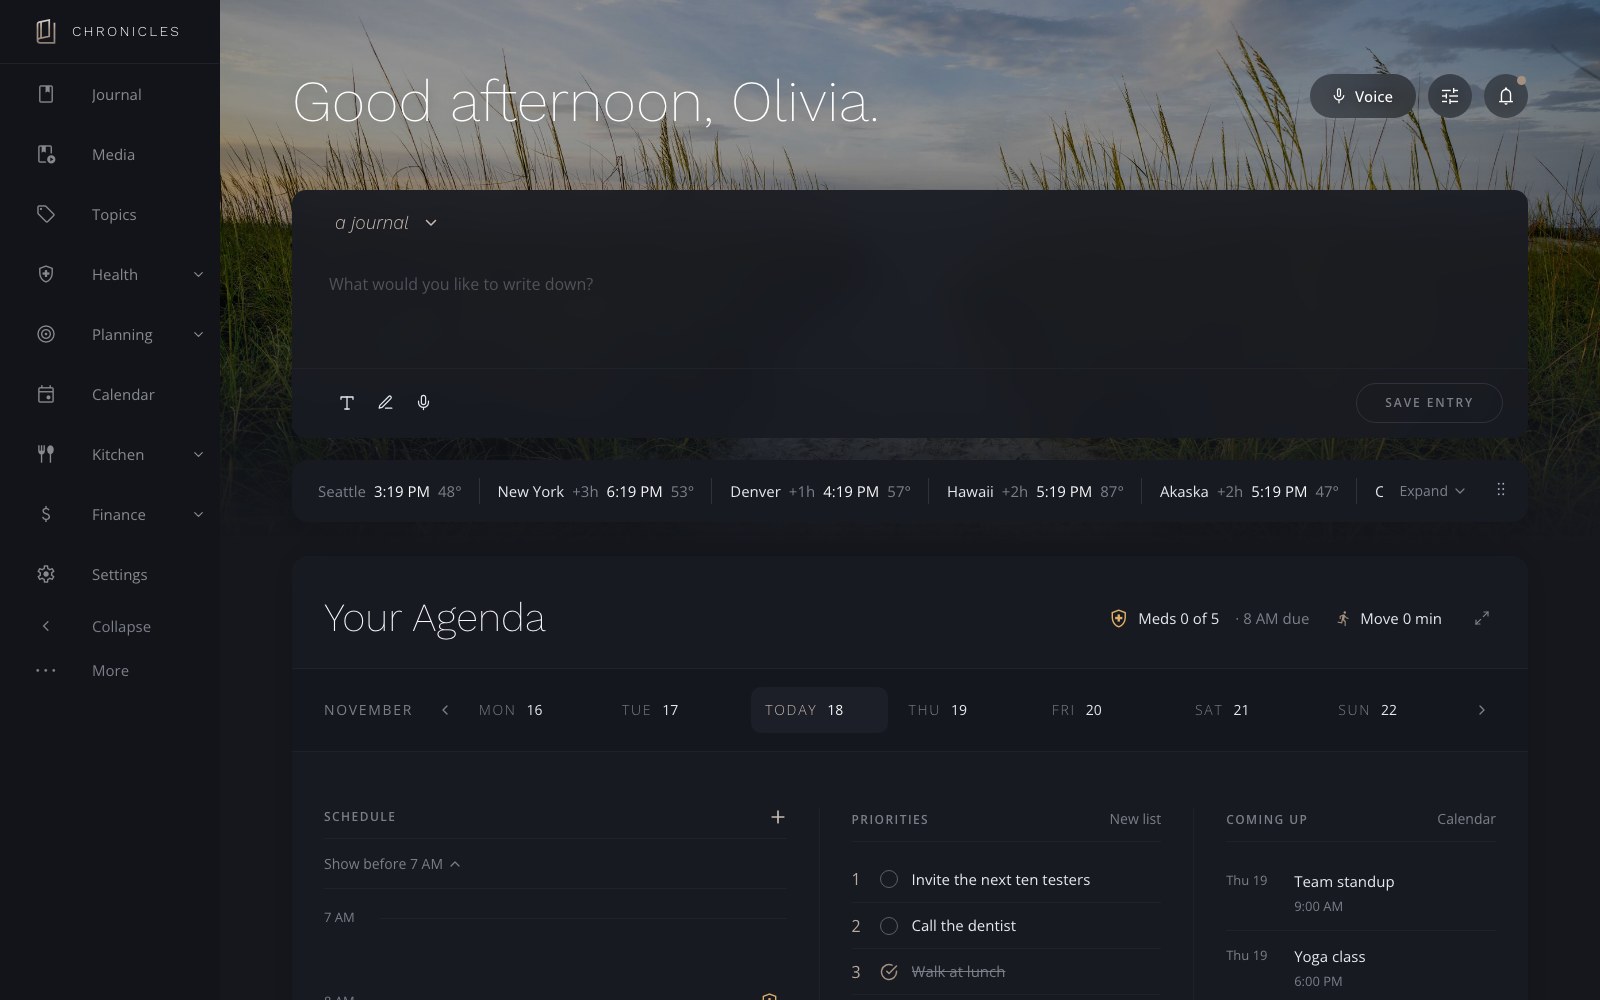 CHRONICLES
Journal
Media
Topics
Health
Planning
Calendar
Kitchen
$ Finance
Settings
Collapse
More
Good afternoon, Olivia.
Voice
a journal
What would you like to write down?
SAVE ENTRY
Seattle 3:19 PM 48° New York +3h 6:19 PM 53° Denver +1h 4:19 PM 57° Hawaii +2h 5:19 PM 87° Akaska +2h 5:19 PM 47° C Expand
Your Agenda
Meds 0 of 5 · 8 AM due Move 0 min
NOVEMBER MON 16 TUE 17 TODAY 18 THU 19 FRI 20 SAT 21 SUN 22
SCHEDULE
Show before 7 AM
7 AM
8 AM
PRIORITIES New list
1 Invite the next ten testers
2 Call the dentist
3 Walk at lunch
COMING UP Calendar
Thu 19 Team standup
9:00 AM
Thu 19 Yoga class
6:00 PM